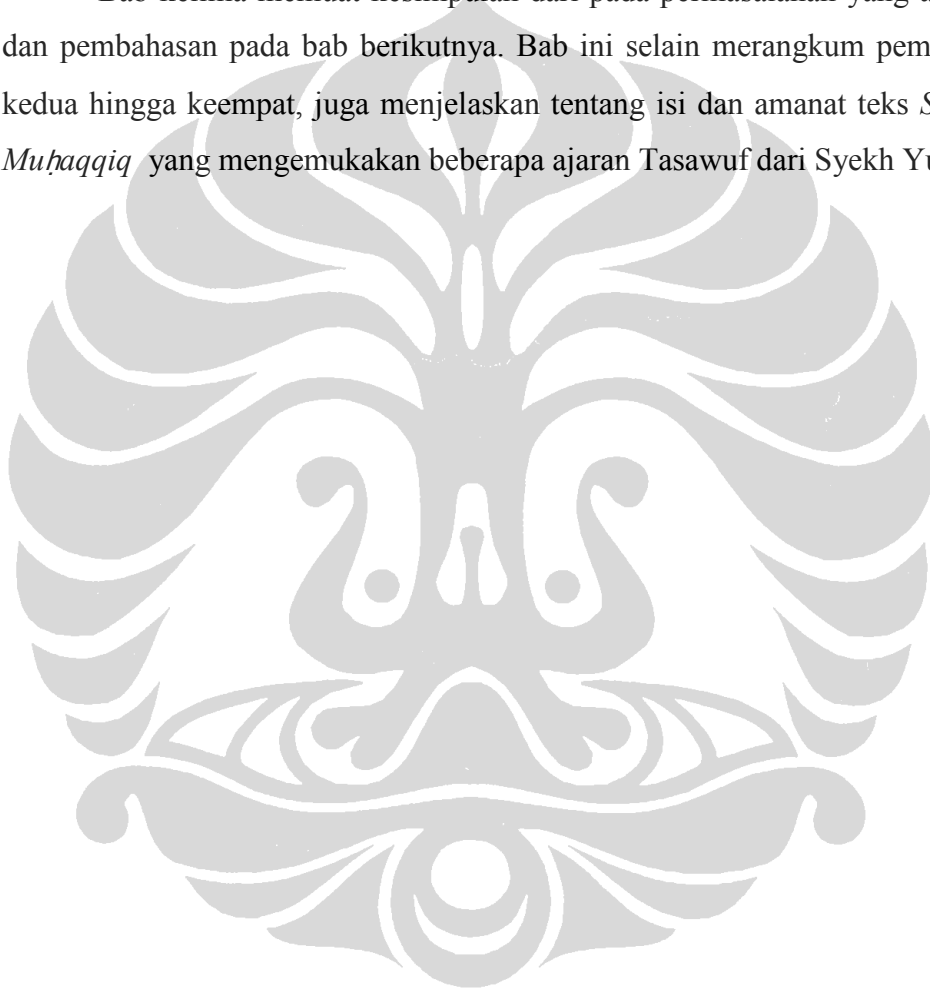 dan pembahasan pada bab berikutnya. Bab ini selain merangkum
kedua hingga keempat, juga menjelaskan tentang isi dan amanat teks
Muḥaqqiq yang mengemukakan beberapa ajaran Tasawuf dari Syekh